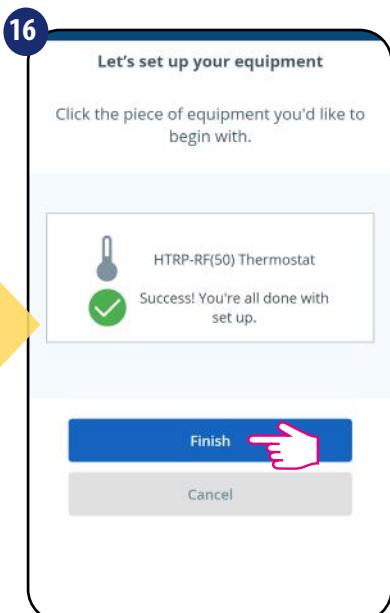 16
Let’s set up your equipment
Click the piece of equipment you'd like to
begin with.
HTRP-RF(50) Thermostat
Success! You're all done with
set up.
Finish
Cancel